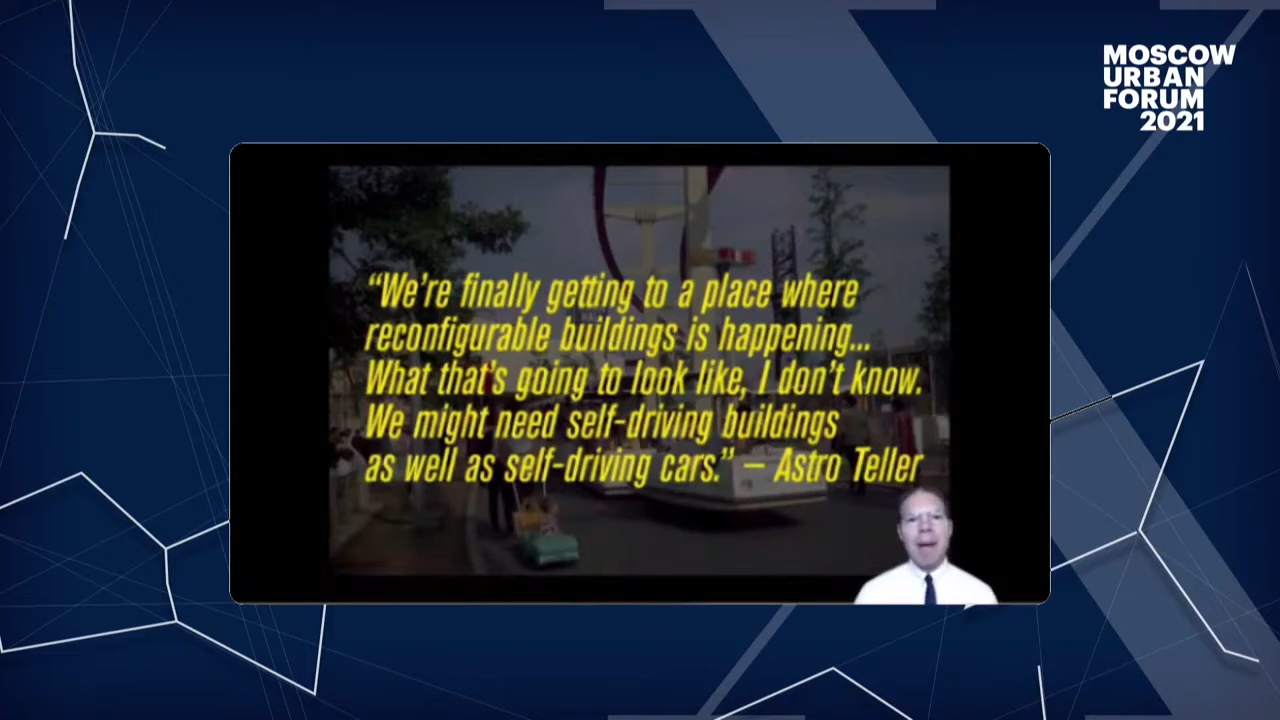 MOSCOW
URBAN
FORUM
2021
“We’re finally getting to a place where
reconfigurable buildings is happening...
What that’s going to look like, I don’t know.
We might need self-driving buildings
as well as self-driving cars.” – Astro Teller